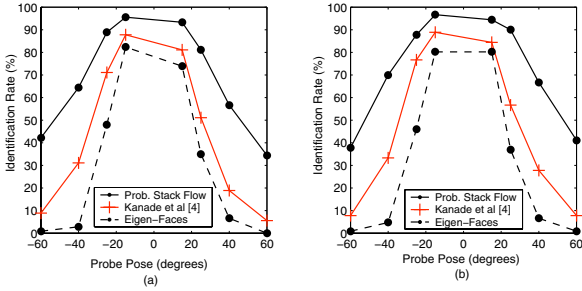 100
90
80
70
60
50
40
30
20
10
0
Identification Rate (%)
Prob. Stack Flow
Kanade et al [4]
Eigen−Faces
−60 −40 −20 0 20 40 60
Probe Pose (degrees)
(a)
100
90
80
70
60
50
40
30
20
10
0
Identification Rate (%)
Prob. Stack Flow
Kanade et al [4]
Eigen−Faces
−60 −40 −20 0 20 40 60
Probe Pose (degrees)
(b)